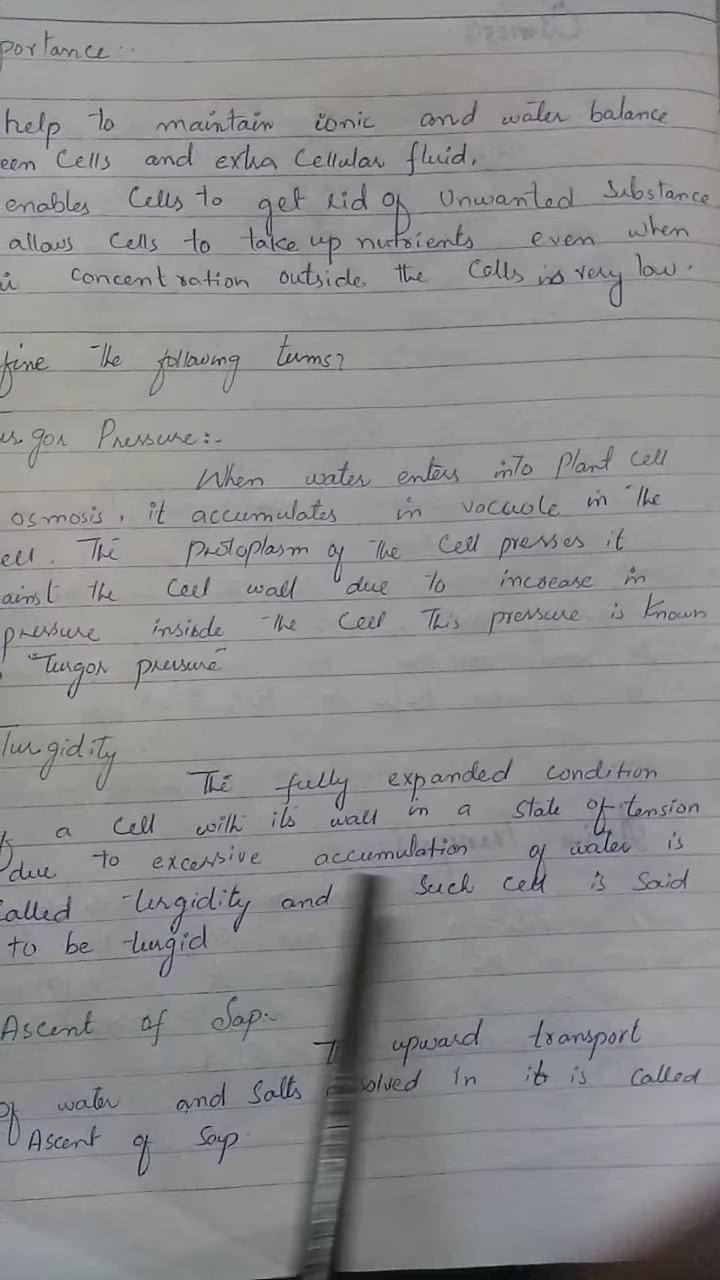 portance:-
help to maintain ionic and water balance
een Cells and extra Cellular fluid.
enables Cells to get rid of Unwanted Substance
allows Cells to take up nutrients even when
concentration outside the Cells is very low.
fine the following terms?
gor Pressure:-
When water enters into plant cell
osmosis, it accumulates in vacuole in the
ell. The protoplasm of the cell presses it
ainst the cell wall due to increase in
pressure insisde the cell. This pressure is known
"Turgor pressure"
Turgidity
The fully expanded condition
of a cell with its wall in a state of tension
due to excessive accumulation of water is
called turgidity and such cell is said
to be turgid
Ascent of Sap:-
upward transport
of water and salts solved in it is called
Ascent of Sap